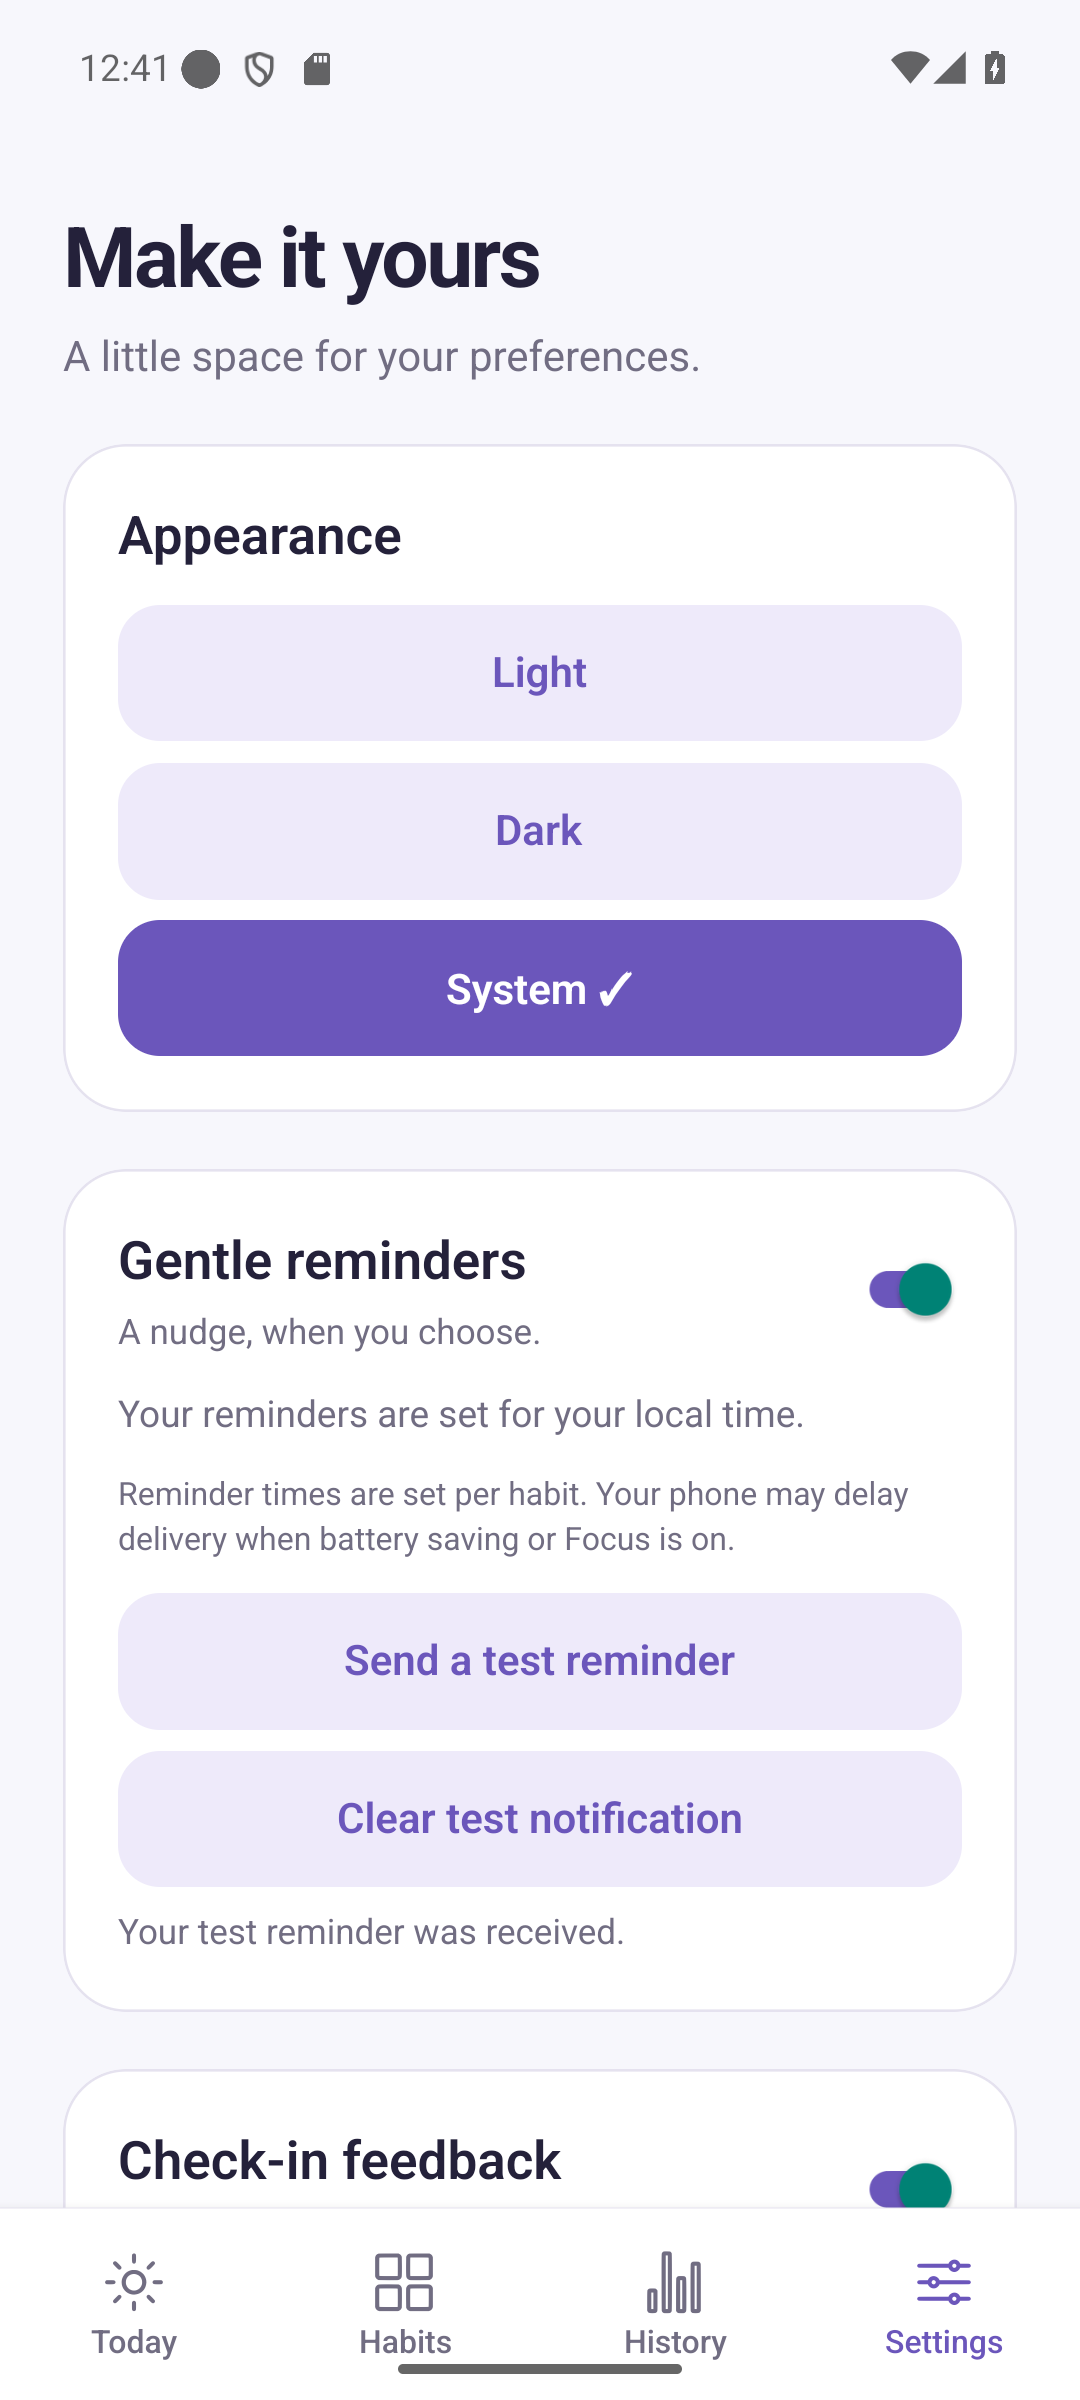 12:41
Make it yours
A little space for your preferences.
Appearance
Light
Dark
System ✓
Gentle reminders
A nudge, when you choose.
Your reminders are set for your local time.
Reminder times are set per habit. Your phone may delay
delivery when battery saving or Focus is on.
Send a test reminder
Clear test notification
Your test reminder was received.
Check-in feedback
Today
Habits
History
Settings